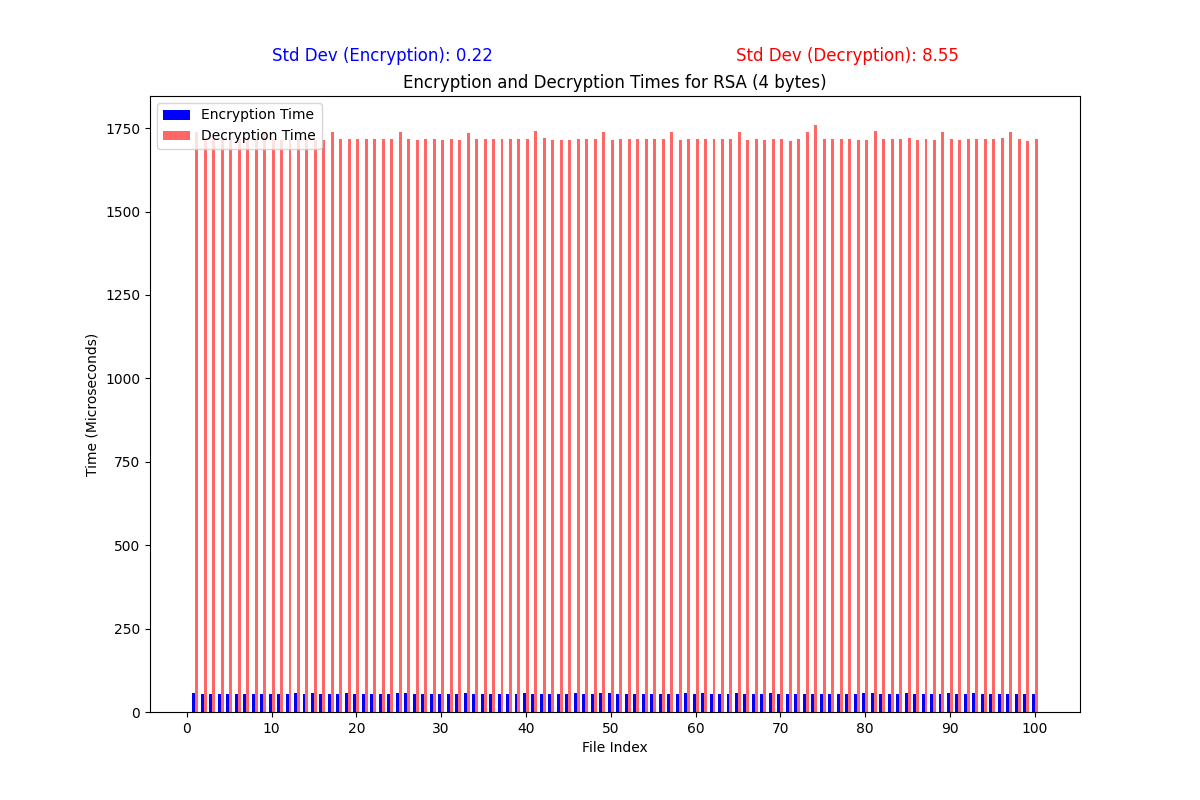 Std Dev (Encryption): 0.22
Std Dev (Decryption): 8.55
Encryption and Decryption Times for RSA (4 bytes)
Encryption Time
Decryption Time
1750
1500
1250
1000
750
500
250
0
Time (Microseconds)
0 10 20 30 40 50 60 70 80 90 100
File Index